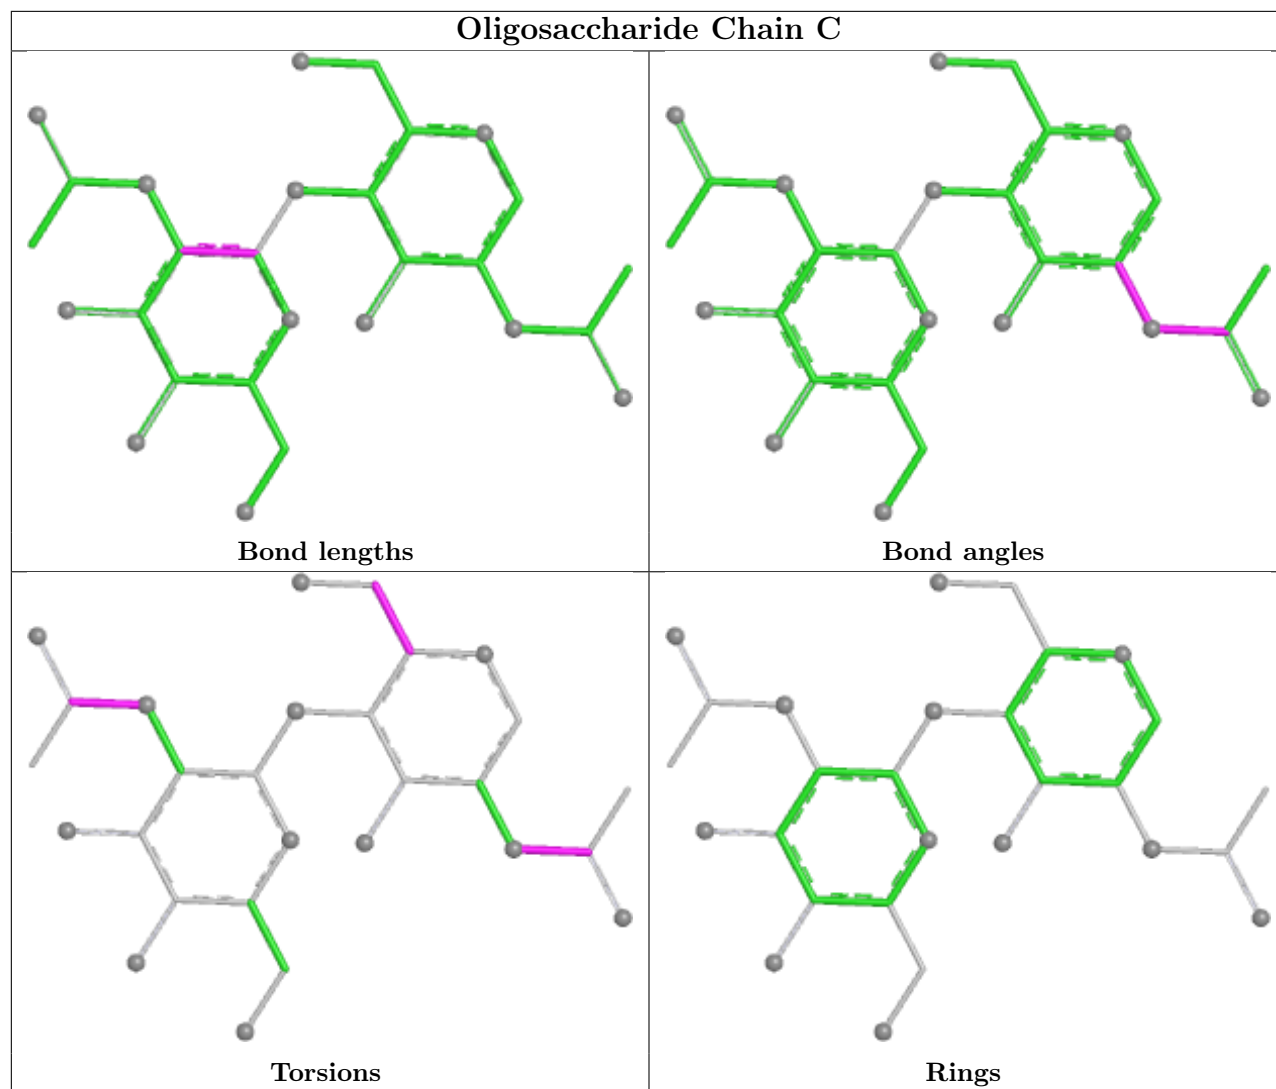 Oligosaccharide Chain C
Bond lengths
Bond angles
Torsions
Rings